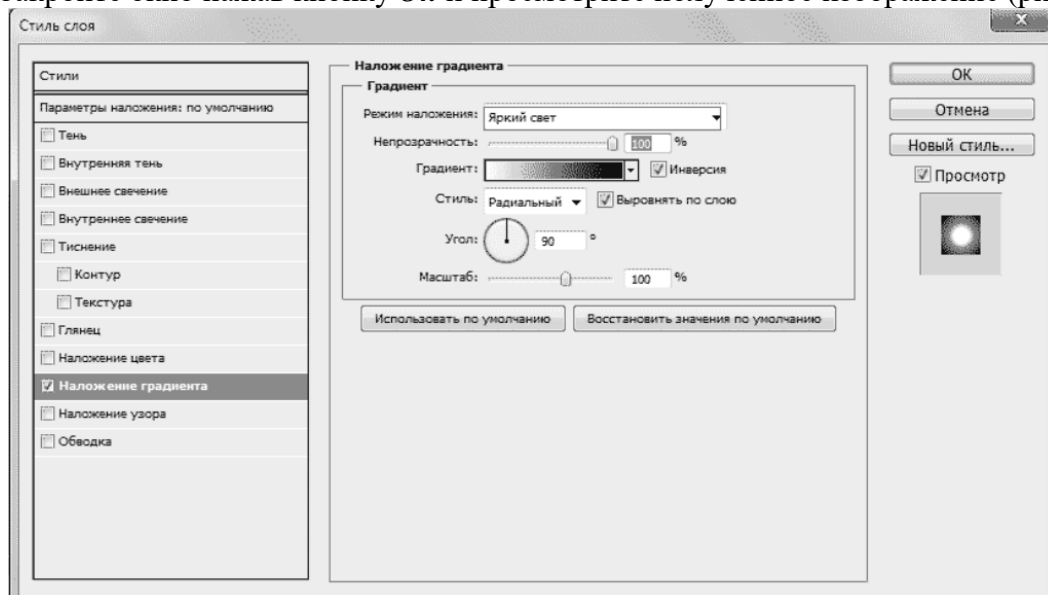 Стиль слоя
X
Стили
Параметры наложения: по умолчанию
Тень
Внутренняя тень
Внешнее свечение
Внутреннее свечение
Тиснение
Контур
Текстура
Глянец
Наложение цвета
Наложение градиента
Наложение узора
Обводка
Наложение градиента
Градиент
Режим наложения: Яркий свет
Непрозрачность: 100 %
Градиент: Инверсия
Стиль: Радиальный Выровнять по слою
Угол: 90 °
Масштаб: 100 %
Использовать по умолчанию Восстановить значения по умолчанию
OK
Отмена
Новый стиль...
Просмотр